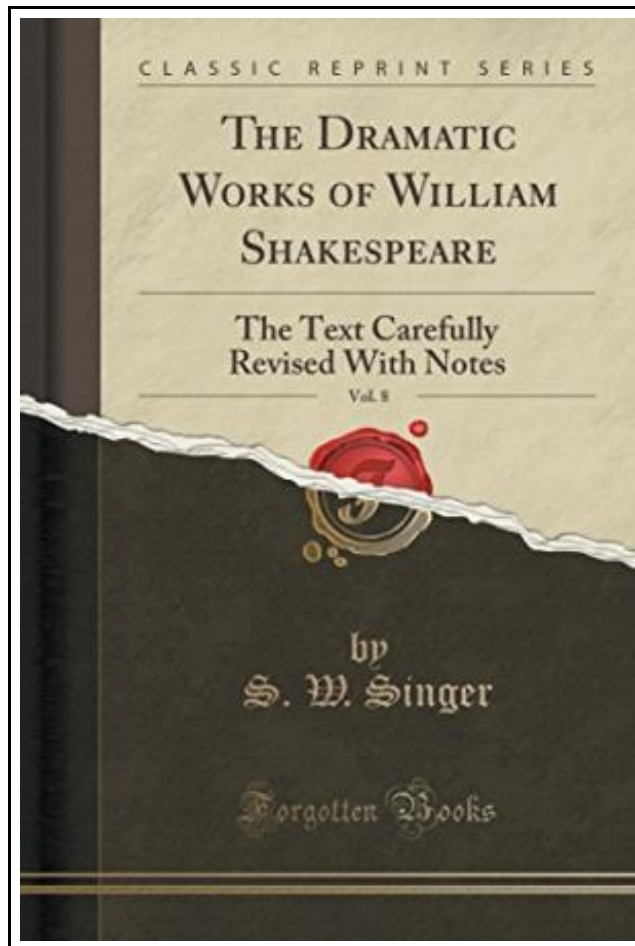 CLASSIC REPRINT SERIES
THE DRAMATIC
WORKS OF WILLIAM
SHAKESPEARE
The Text Carefully
Revised With Notes
Vol. 8
by
S. W. Singer
Forgotten Books